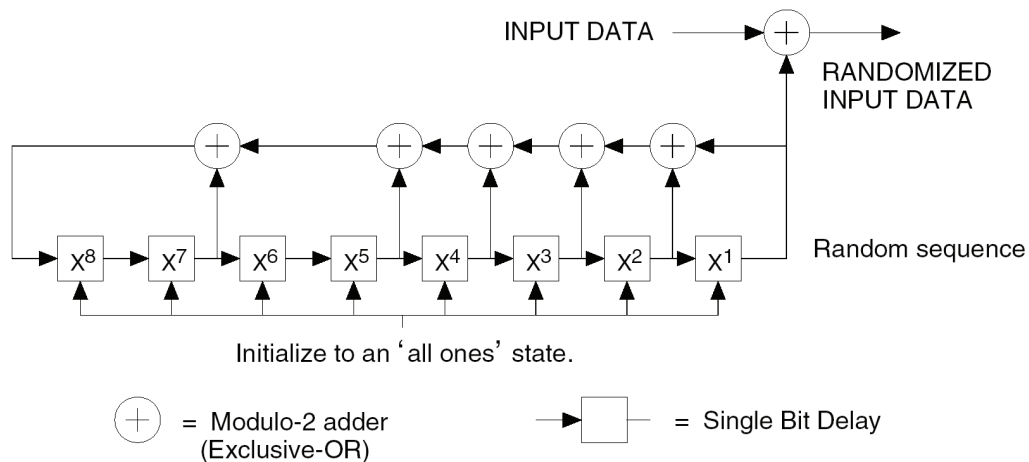 INPUT DATA
RANDOMIZED
INPUT DATA
X⁸ X⁷ X⁶ X⁵ X⁴ X³ X² X¹
Random sequence
Initialize to an ‘all ones’ state.
= Modulo-2 adder
(Exclusive-OR)
= Single Bit Delay